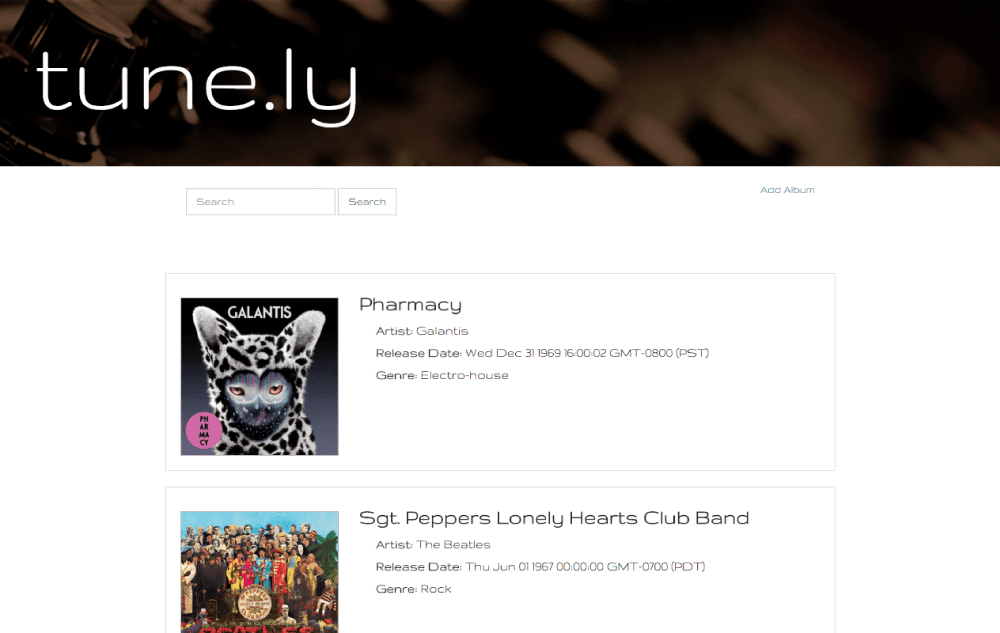 tune.ly
Search Search
Add Album
GALANTIS
PH
AR
MA
CY
Pharmacy
Artist: Galantis
Release Date: Wed Dec 31 1969 16:00:02 GMT-0800 (PST)
Genre: Electro-house
Sgt. Peppers Lonely Hearts Club Band
Artist: The Beatles
Release Date: Thu Jun 01 1967 00:00:00 GMT-0700 (PDT)
Genre: Rock
BEATLES